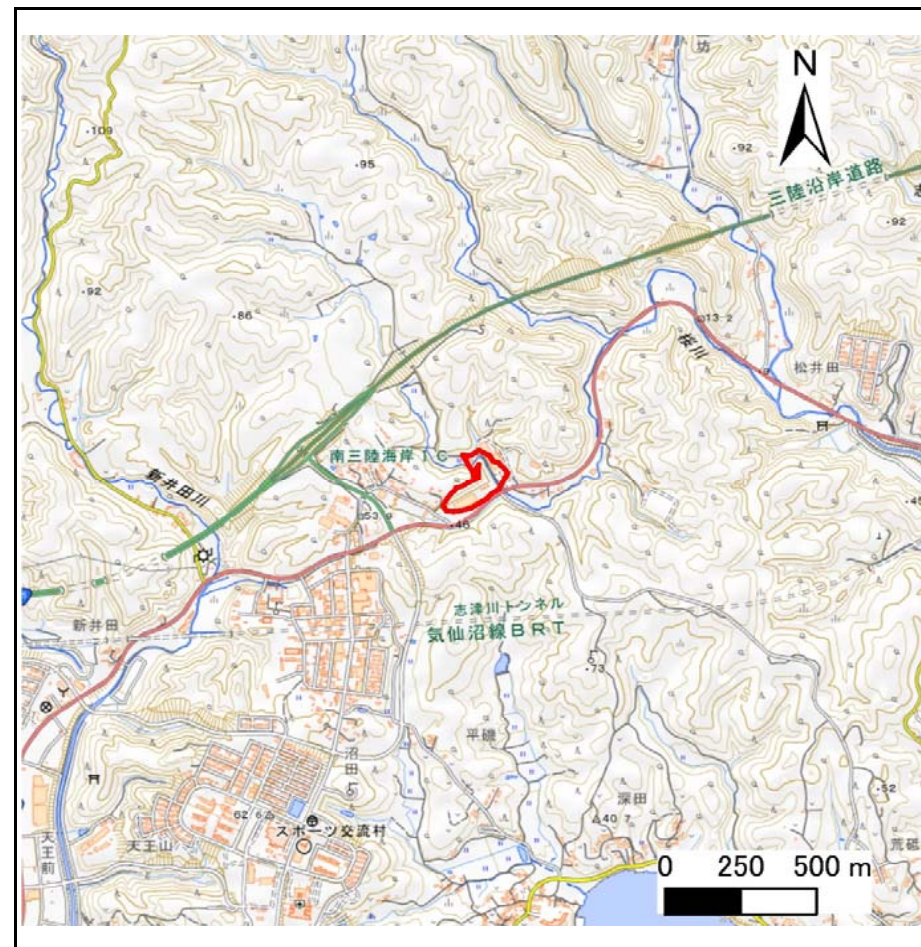 坊
N
・109
・95
・92
三陸沿岸道路
・92
・92
・86
13 2
桜川
松井田
9
南三陸海岸IC
新井田川
53
・46
志津川トンネル
気仙沼線BRT
新井田
・73
平磯
沼田
深田
・52
62 6
スポーツ交流村
40 7
天王山
天王前
荒磯
0 250 500 m